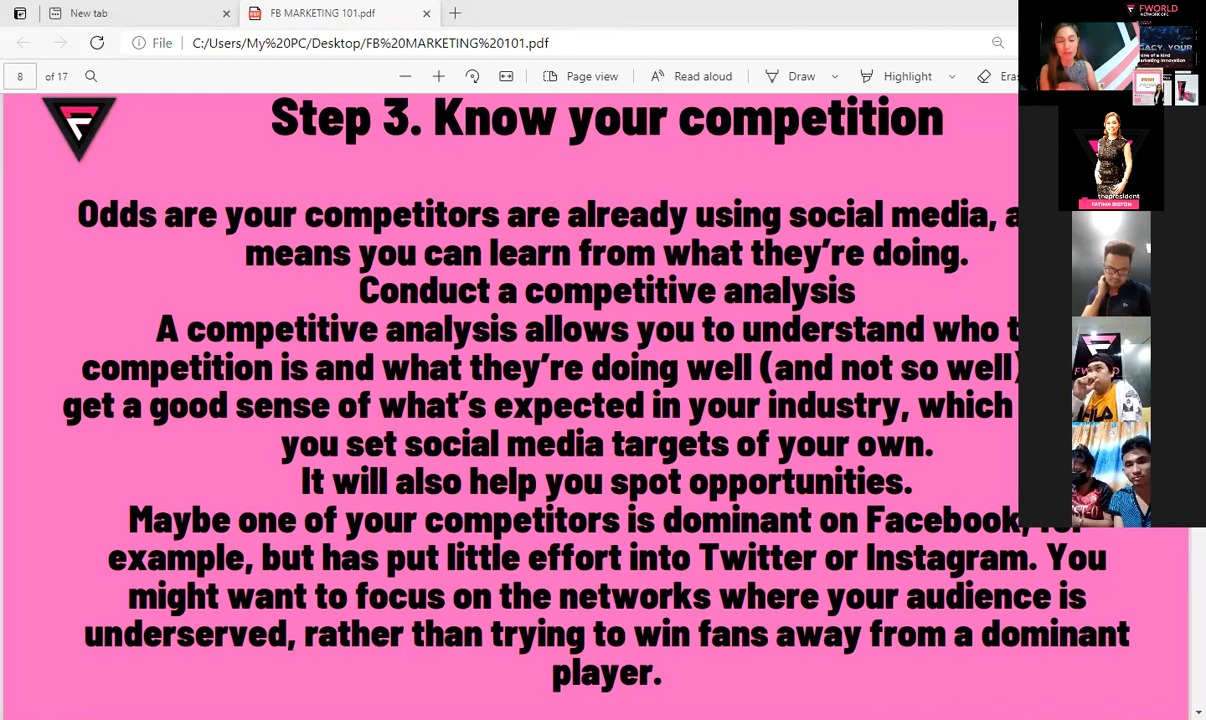 New tab
FB MARKETING 101.pdf
File
C:/Users/My%20PC/Desktop/FB%20MARKETING%20101.pdf
8 of 17
Page view
Read aloud
Draw
Highlight
Step 3. Know your competition
Odds are your competitors are already using social media,
means you can learn from what they're doing.
Conduct a competitive analysis
A competitive analysis allows you to understand who
competition is and what they're doing well (and not so well)
get a good sense of what's expected in your industry, which
you set social media targets of your own.
It will also help you spot opportunities.
Maybe one of your competitors is dominant on Facebook, for
example, but has put little effort into Twitter or Instagram. You
might want to focus on the networks where your audience is
underserved, rather than trying to win fans away from a dominant
player.
FWORLD
thepresident
FATIMA BISTON
FILA